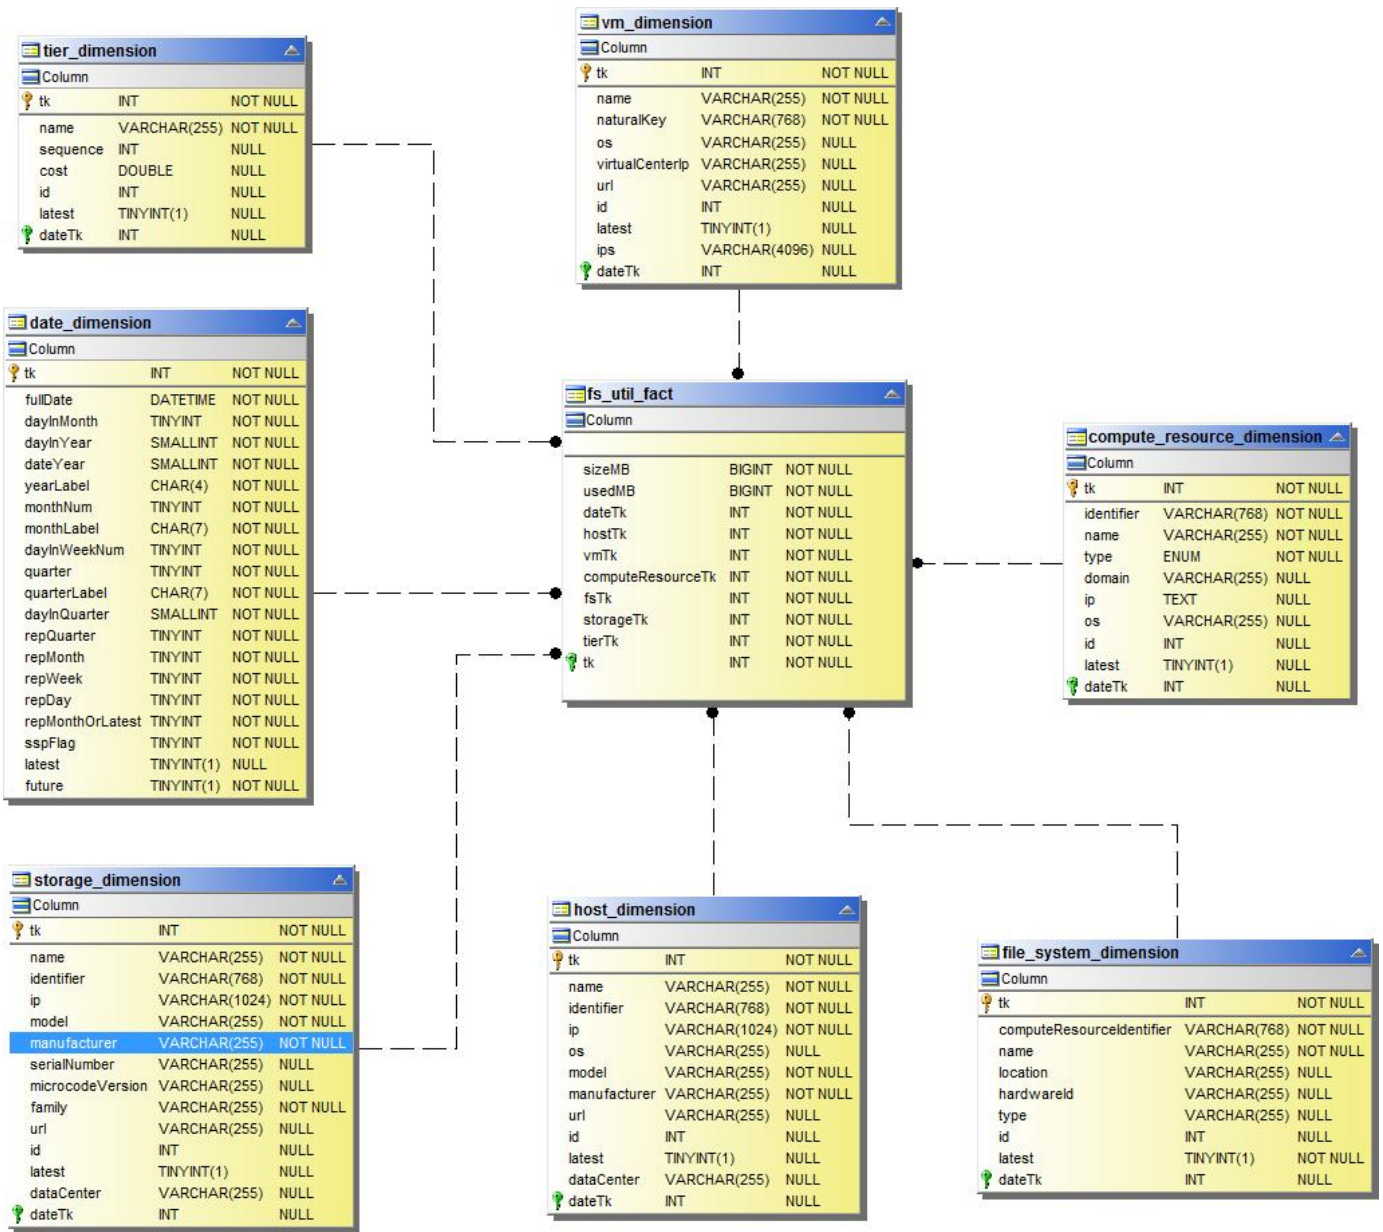 tier_dimension
Column
tk INT NOT NULL
name VARCHAR(255) NOT NULL
sequence INT NULL
cost DOUBLE NULL
id INT NULL
latest TINYINT(1) NULL
dateTk INT NULL
vm_dimension
Column
tk INT NOT NULL
name VARCHAR(255) NOT NULL
naturalKey VARCHAR(768) NOT NULL
os VARCHAR(255) NULL
virtualCenterIp VARCHAR(255) NULL
url VARCHAR(255) NULL
id INT NULL
latest TINYINT(1) NULL
ips VARCHAR(4096) NULL
dateTk INT NULL
date_dimension
Column
tk INT NOT NULL
fullDate DATETIME NOT NULL
dayInMonth TINYINT NOT NULL
dayInYear SMALLINT NOT NULL
dateYear SMALLINT NOT NULL
yearLabel CHAR(4) NOT NULL
monthNum TINYINT NOT NULL
monthLabel CHAR(7) NOT NULL
dayInWeekNum TINYINT NOT NULL
quarter TINYINT NOT NULL
quarterLabel CHAR(7) NOT NULL
dayInQuarter SMALLINT NOT NULL
repQuarter TINYINT NOT NULL
repMonth TINYINT NOT NULL
repWeek TINYINT NOT NULL
repDay TINYINT NOT NULL
repMonthOrLatest TINYINT NOT NULL
sspFlag TINYINT NOT NULL
latest TINYINT(1) NULL
future TINYINT(1) NOT NULL
fs_util_fact
Column
sizeMB BIGINT NOT NULL
usedMB BIGINT NOT NULL
dateTk INT NOT NULL
hostTk INT NOT NULL
vmTk INT NOT NULL
computeResourceTk INT NOT NULL
fsTk INT NOT NULL
storageTk INT NOT NULL
tierTk INT NOT NULL
tk INT NOT NULL
compute_resource_dimension
Column
tk INT NOT NULL
identifier VARCHAR(768) NOT NULL
name VARCHAR(255) NOT NULL
type ENUM NOT NULL
domain VARCHAR(255) NULL
ip TEXT NULL
os VARCHAR(255) NULL
id INT NULL
latest TINYINT(1) NULL
dateTk INT NULL
storage_dimension
Column
tk INT NOT NULL
name VARCHAR(255) NOT NULL
identifier VARCHAR(768) NOT NULL
ip VARCHAR(1024) NOT NULL
model VARCHAR(255) NOT NULL
manufacturer VARCHAR(255) NOT NULL
serialNumber VARCHAR(255) NULL
microcodeVersion VARCHAR(255) NULL
family VARCHAR(255) NOT NULL
url VARCHAR(255) NULL
id INT NULL
latest TINYINT(1) NULL
dataCenter VARCHAR(255) NULL
dateTk INT NULL
host_dimension
Column
tk INT NOT NULL
name VARCHAR(255) NOT NULL
identifier VARCHAR(768) NOT NULL
ip VARCHAR(1024) NOT NULL
os VARCHAR(255) NULL
model VARCHAR(255) NOT NULL
manufacturer VARCHAR(255) NOT NULL
url VARCHAR(255) NULL
id INT NULL
latest TINYINT(1) NULL
dataCenter VARCHAR(255) NULL
dateTk INT NULL
file_system_dimension
Column
tk INT NOT NULL
computeResourceIdentifier VARCHAR(768) NOT NULL
name VARCHAR(255) NOT NULL
location VARCHAR(255) NULL
hardwareId VARCHAR(255) NULL
type VARCHAR(255) NULL
id INT NULL
latest TINYINT(1) NOT NULL
dateTk INT NULL